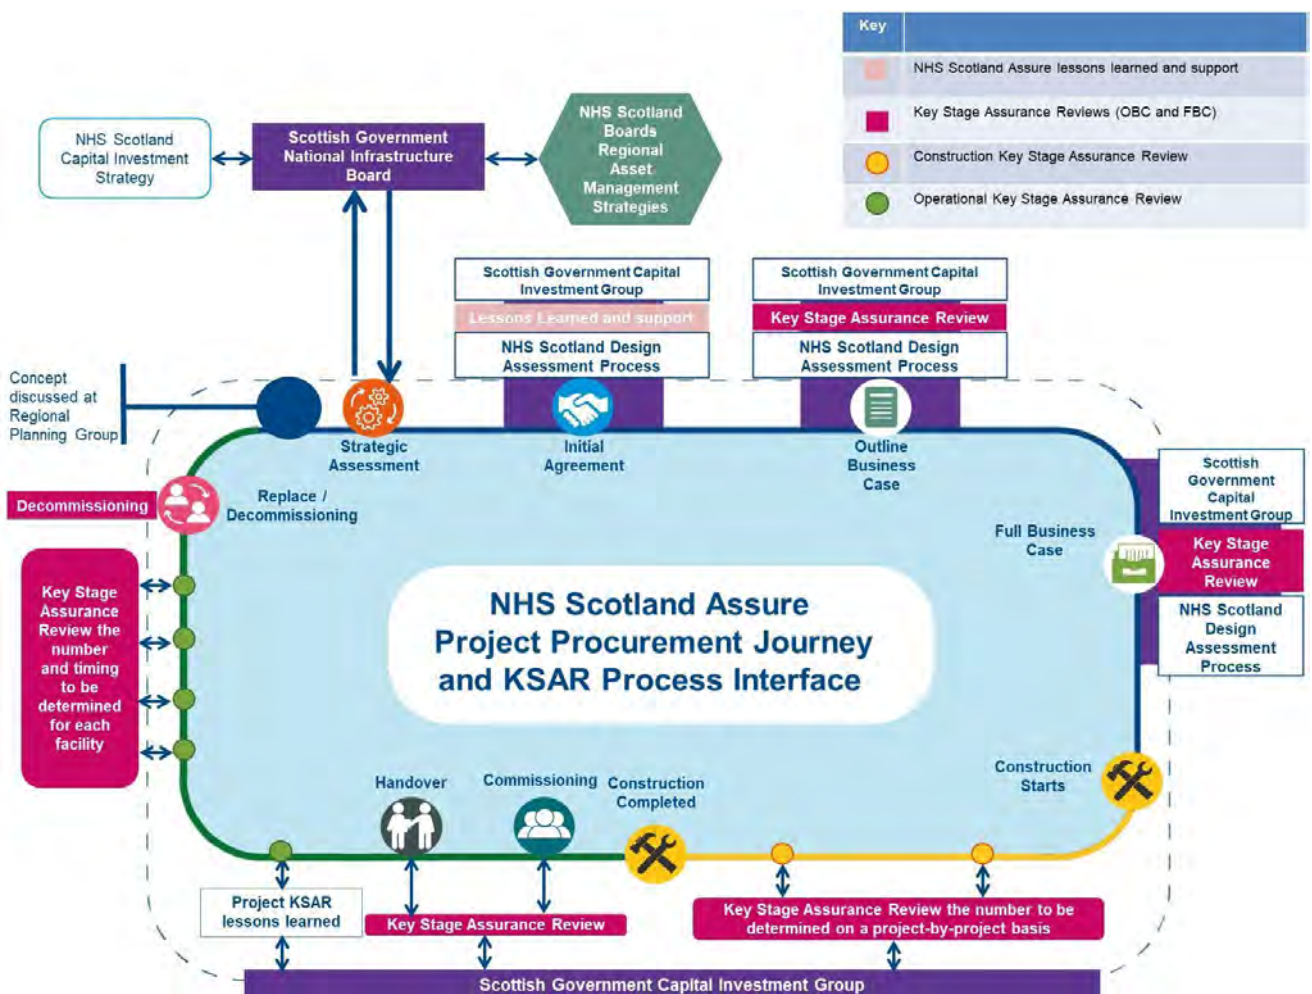 Key
NHS Scotland Assure lessons learned and support
Key Stage Assurance Reviews (OBC and FBC)
Construction Key Stage Assurance Review
Operational Key Stage Assurance Review
NHS Scotland
Capital Investment
Strategy
Scottish Government
National Infrastructure
Board
NHS Scotland
Boards
Regional
Asset
Management
Strategies
Scottish Government Capital
Investment Group
Lessons Learned and support
NHS Scotland Design
Assessment Process
Scottish Government Capital
Investment Group
Key Stage Assurance Review
NHS Scotland Design
Assessment Process
Concept
discussed at
Regional
Planning Group
Strategic
Assessment
Initial
Agreement
Outline
Business
Case
Scottish
Government
Capital
Investment Group
Key Stage
Assurance
Review
NHS Scotland
Design
Assessment
Process
Full Business
Case
Decommissioning
Replace /
Decommissioning
Key Stage
Assurance
Review the
number
and timing
to be
determined
for each
facility
NHS Scotland Assure
Project Procurement Journey
and KSAR Process Interface
Construction
Starts
Handover
Commissioning
Construction
Completed
Project KSAR
lessons learned
Key Stage Assurance Review
Key Stage Assurance Review the number to be
determined on a project-by-project basis
Scottish Government Capital Investment Group